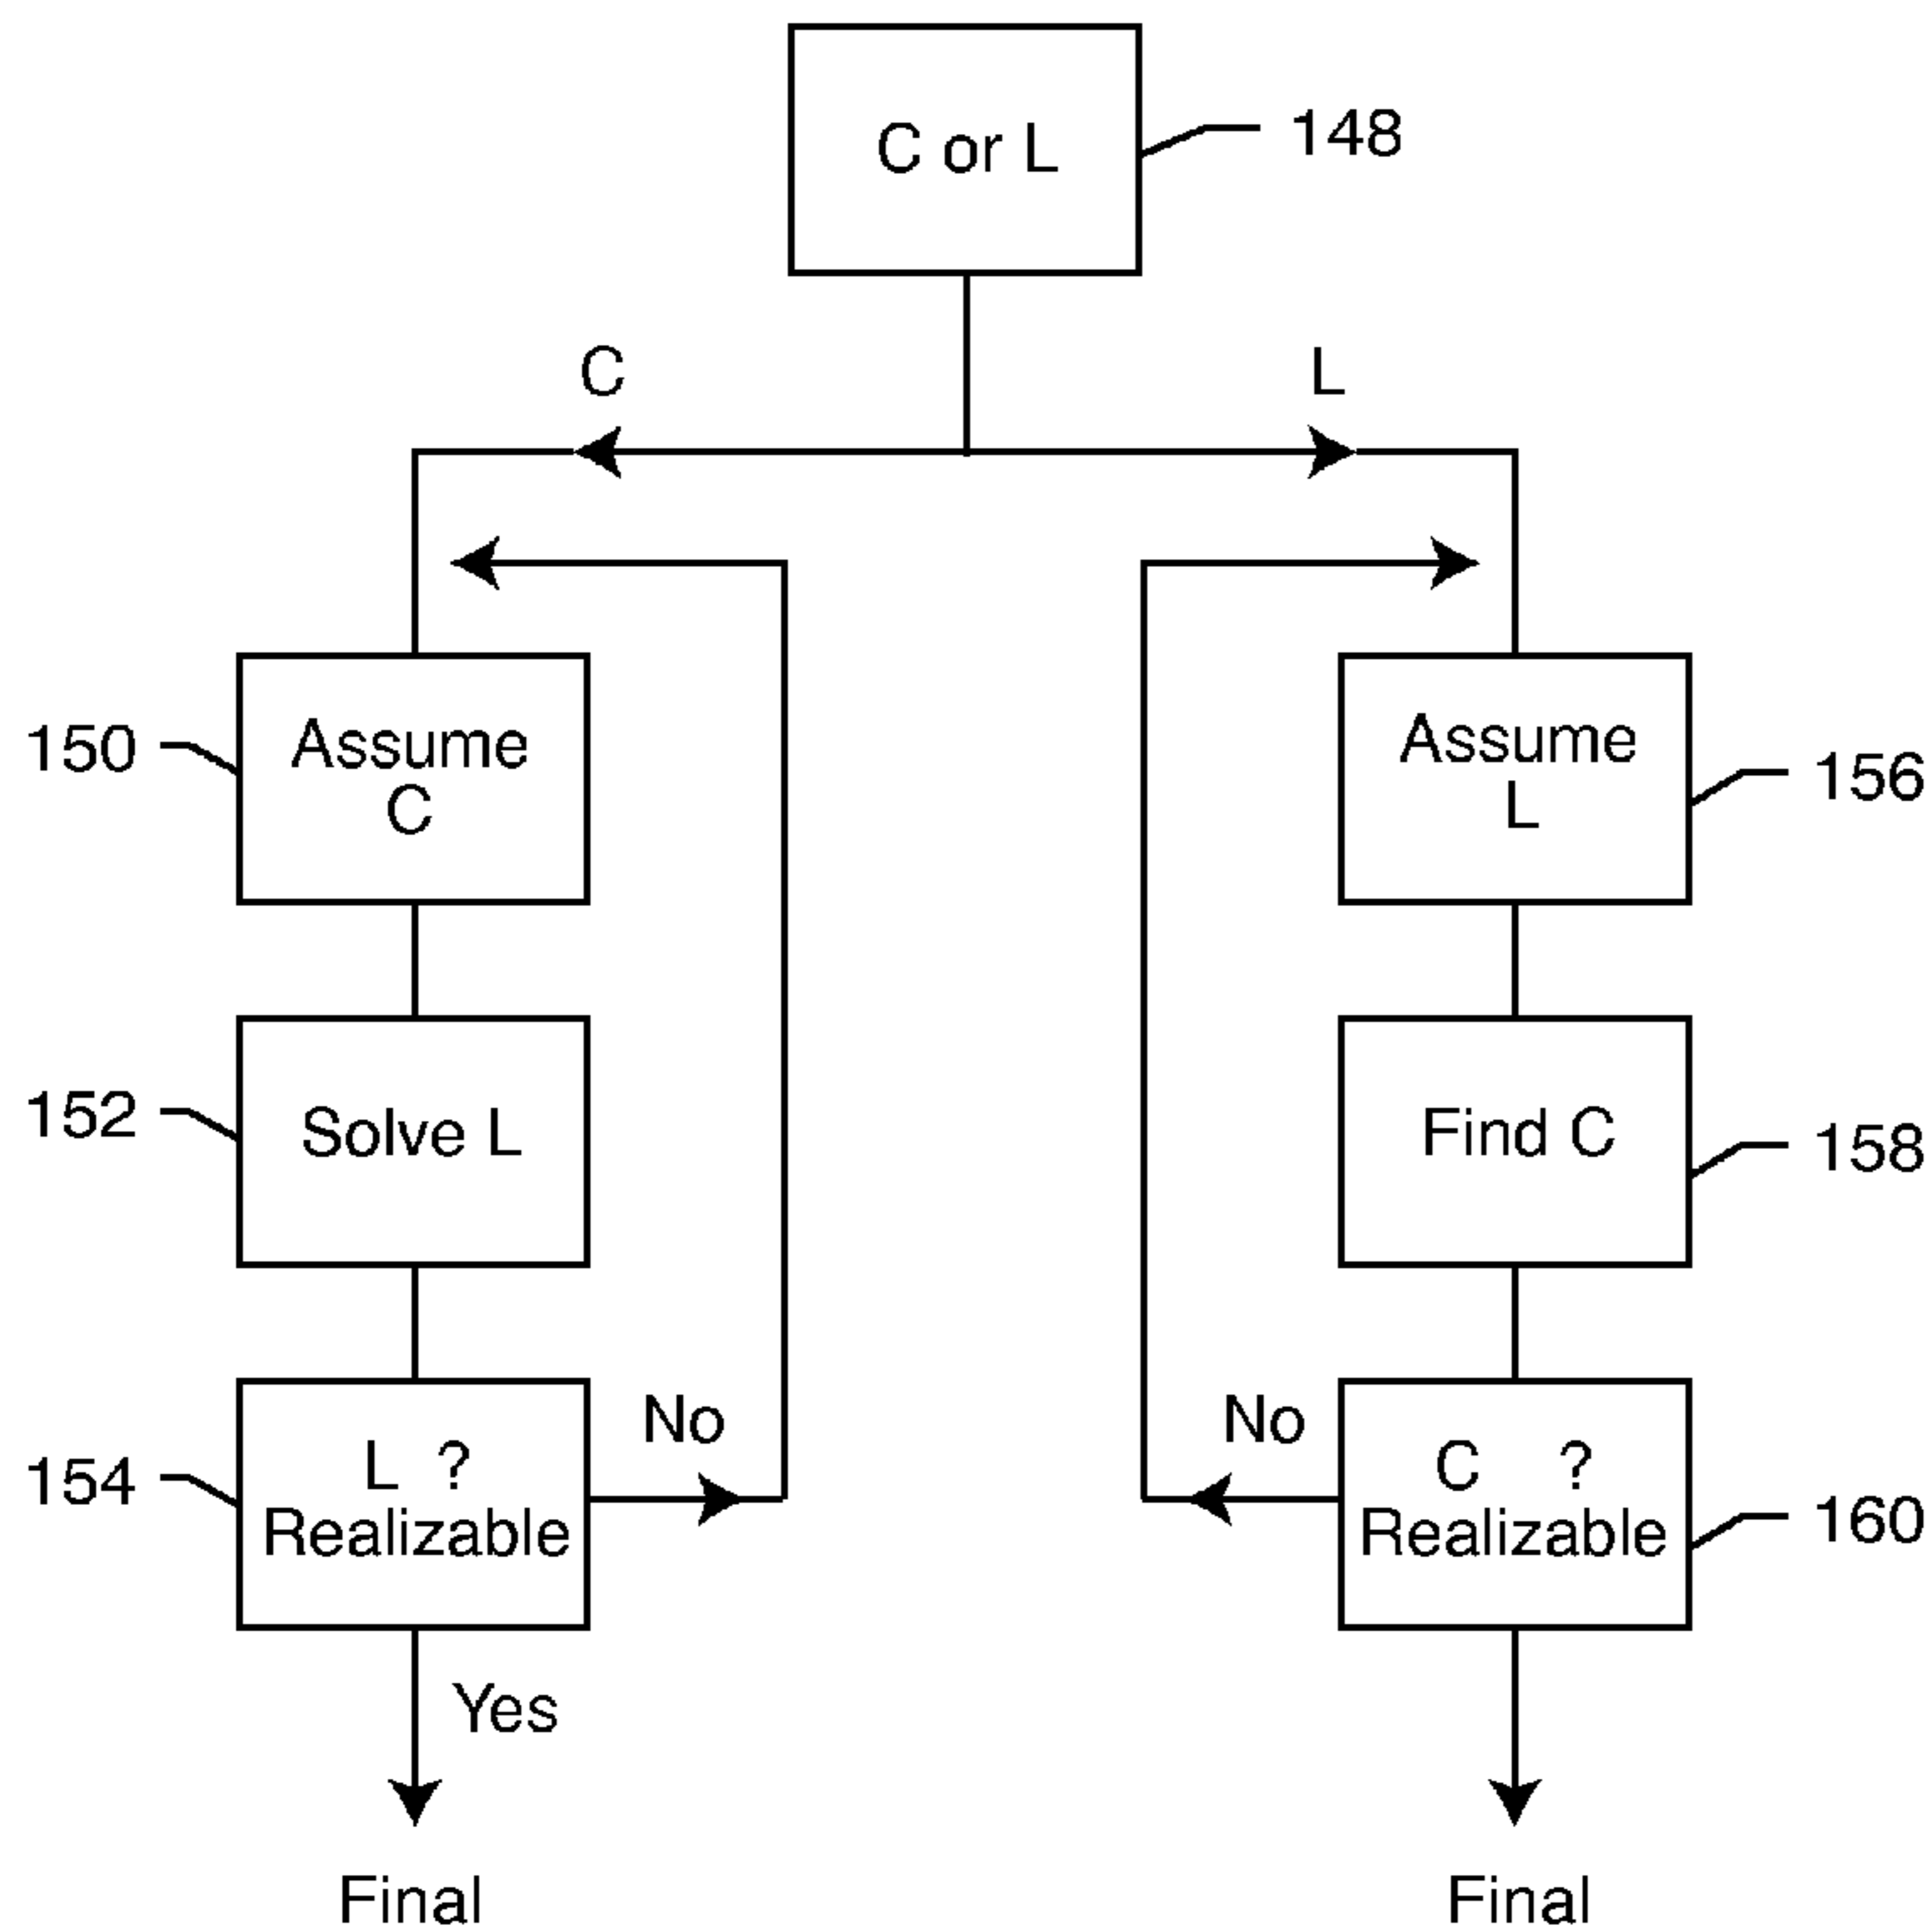 C or L
148
C
L
150
Assume
C
Assume
L
156
152
Solve L
Find C
158
154
L ?
Realizable
No
No
C ?
Realizable
160
Yes
Final
Final